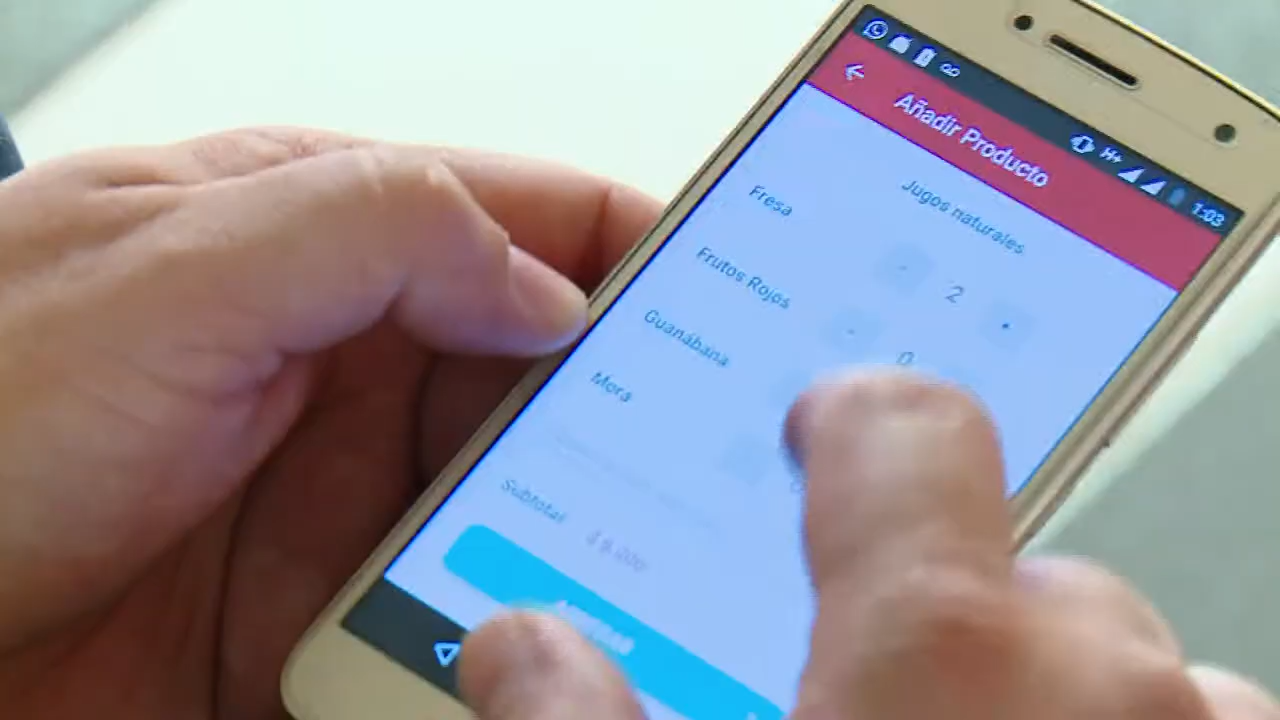 H+ 1:03
Añadir Producto
Jugos naturales
Fresa
2
Frutos Rojos
0
Guanábana
Mora
Subtotal